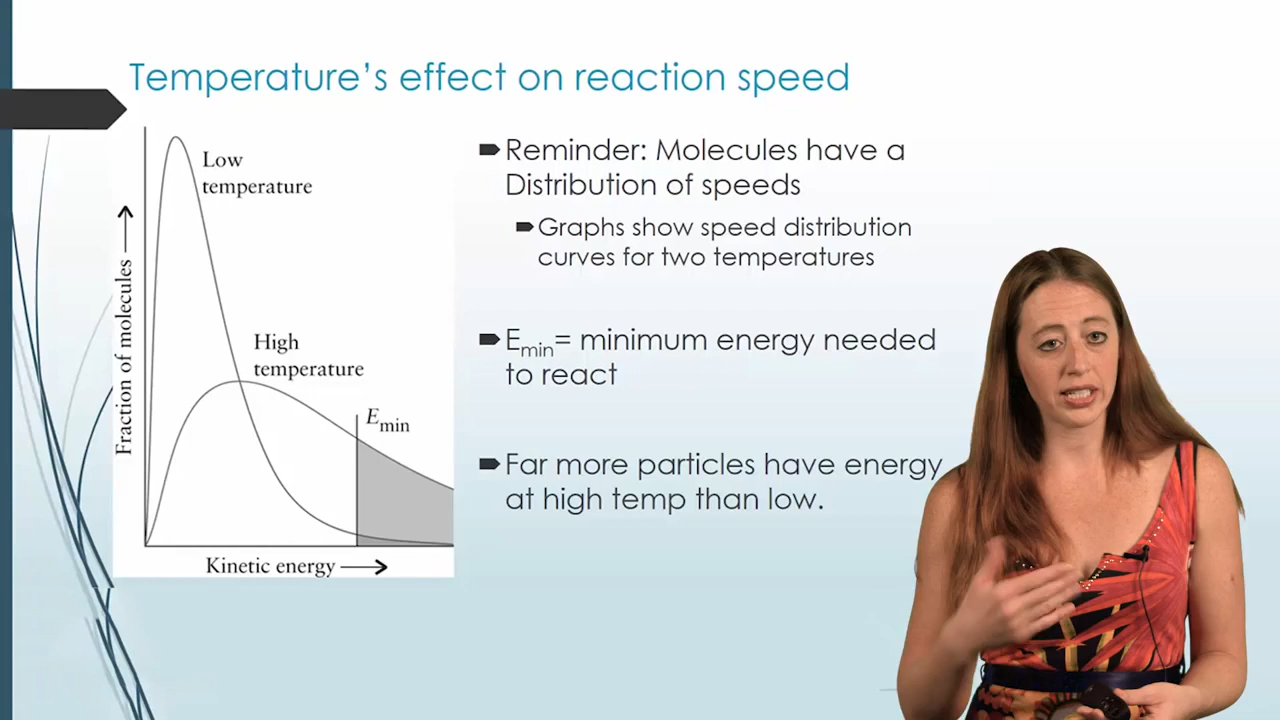 Temperature's effect on reaction speed
Low
temperature
High
temperature
Emin
Fraction of molecules
Kinetic energy
Reminder: Molecules have a
Distribution of speeds
Graphs show speed distribution
curves for two temperatures
Emin= minimum energy needed
to react
Far more particles have energy
at high temp than low.